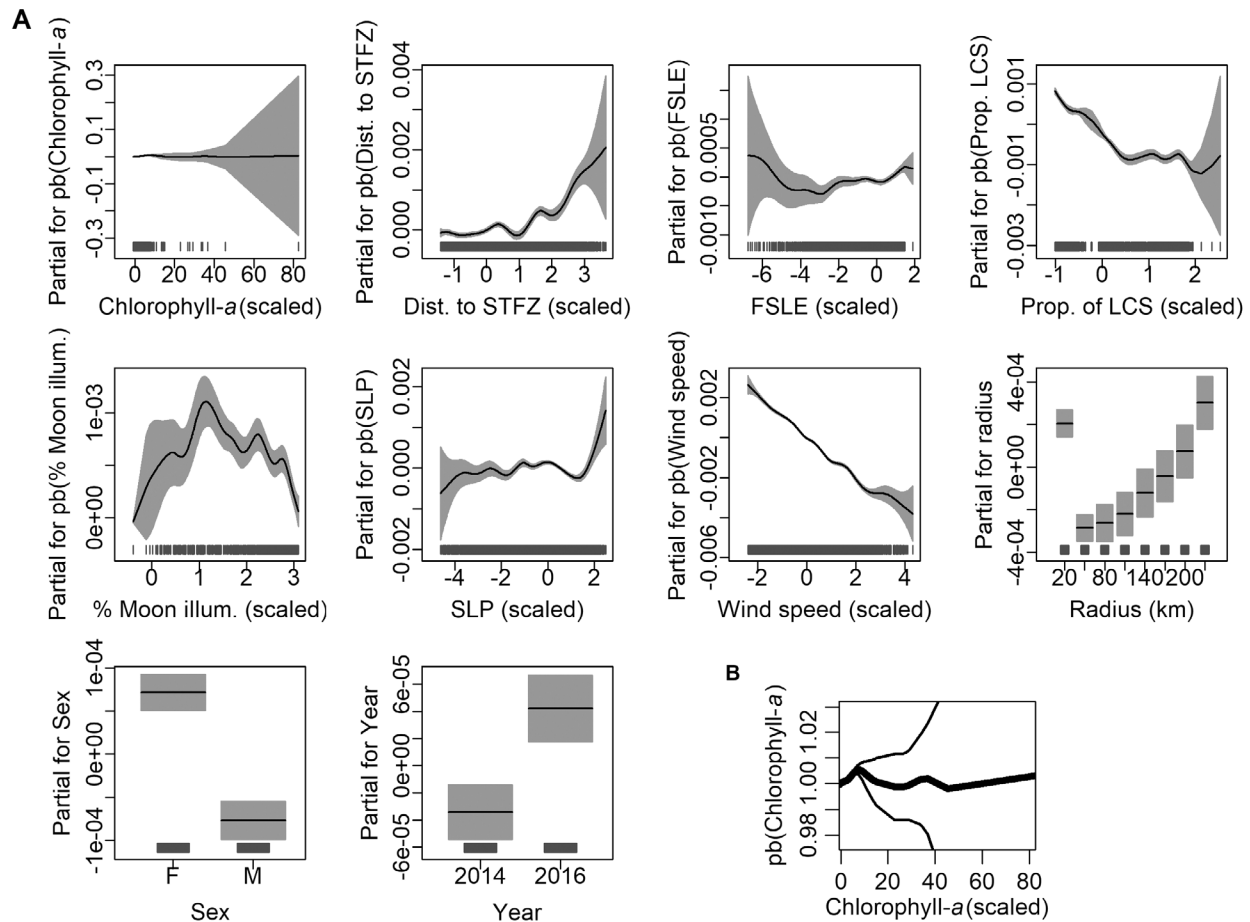 A
Partial for pb(Chlorophyll-a)
0.3
0.1
-0.1
-0.3
0 20 40 60 80
Chlorophyll-a(scaled)
Partial for pb(Dist. to STFZ)
0.004
0.002
0.000
-1 0 1 2 3
Dist. to STFZ (scaled)
Partial for pb(FSLE)
0.0005
-0.0010
-6 -4 -2 0 2
FSLE (scaled)
Partial for pb(Prop. LCS)
0.001
-0.001
-0.003
-1 0 1 2
Prop. of LCS (scaled)
Partial for pb(% Moon illum.)
1e-03
0e+00
0 1 2 3
% Moon illum. (scaled)
Partial for pb(SLP)
0.002
0.000
-0.002
-4 -2 0 2
SLP (scaled)
Partial for pb(Wind speed)
0.002
-0.002
-0.006
-2 0 2 4
Wind speed (scaled)
Partial for radius
4e-04
0e+00
-4e-04
20 80 140 200
Radius (km)
Partial for Sex
1e-04
0e+00
-1e-04
F M
Sex
Partial for Year
6e-05
0e+00
0e-05
-6e-05
2014 2016
Year
B
pb(Chlorophyll-a)
1.02
1.00
0.98
0 20 40 60 80
Chlorophyll-a(scaled)